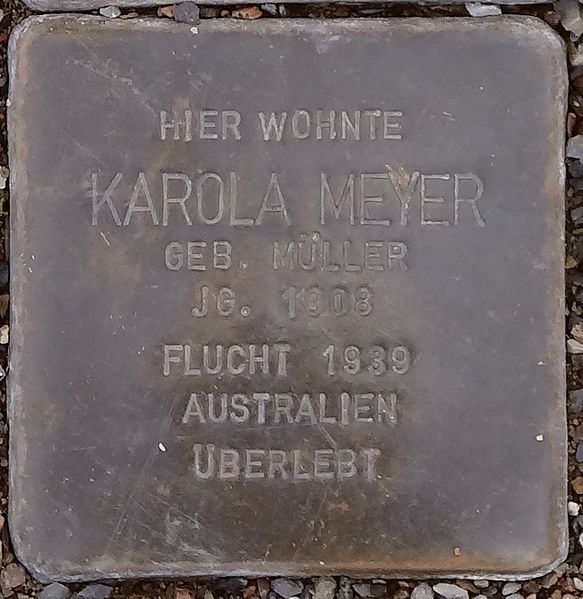 HIER WOHNTE
KAROLA MEYER
GEB. MÜLLER
JG. 1908
FLUCHT 1939
AUSTRALIEN
ÜBERLEBT